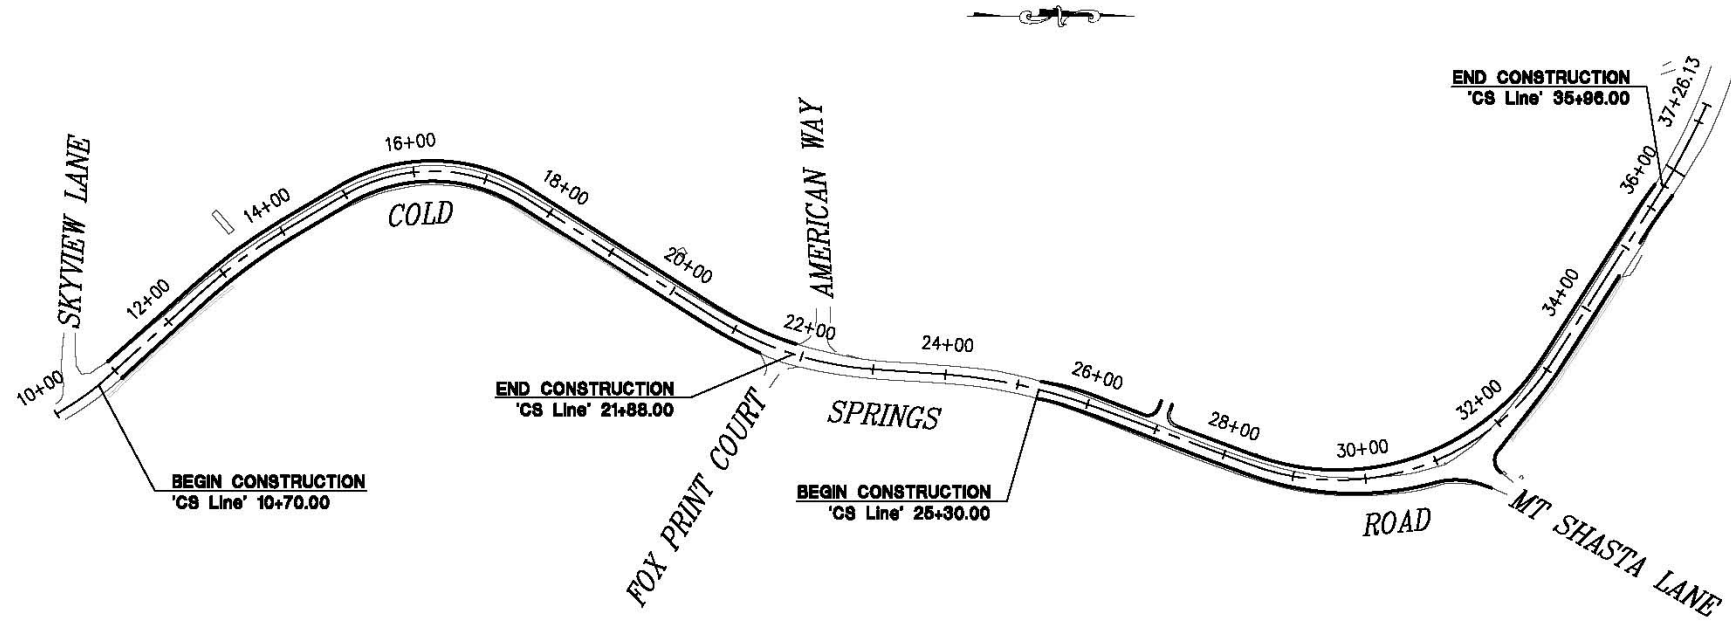 END CONSTRUCTION
'CS Line' 35+96.00
37+26.13
36+00
34+00
32+00
30+00
28+00
26+00
24+00
22+00
20+00
18+00
16+00
14+00
12+00
10+00
SKYVIEW LANE
COLD
AMERICAN WAY
END CONSTRUCTION
'CS Line' 21+88.00
SPRINGS
FOX PRINT COURT
BEGIN CONSTRUCTION
'CS Line' 10+70.00
BEGIN CONSTRUCTION
'CS Line' 25+30.00
ROAD
MT SHASTA LANE